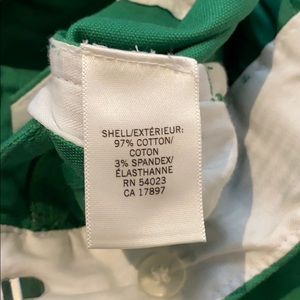 SHELL/EXTÉRIEUR:
97% COTTON/
COTON
3% SPANDEX/
ÉLASTHANNE
RN 54023
CA 17897